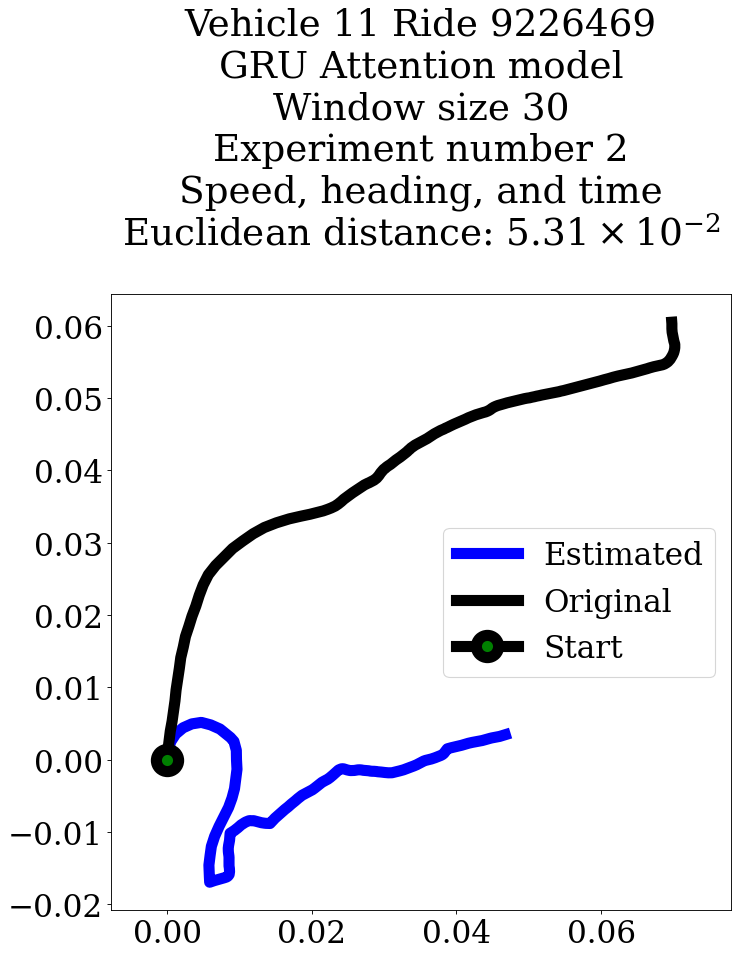 Vehicle 11 Ride 9226469
GRU Attention model
Window size 30
Experiment number 2
Speed, heading, and time
Euclidean distance: 5.31 × 10⁻²
0.06
0.05
0.04
0.03
0.02
0.01
0.00
−0.01
−0.02
Estimated
Original
Start
0.00 0.02 0.04 0.06